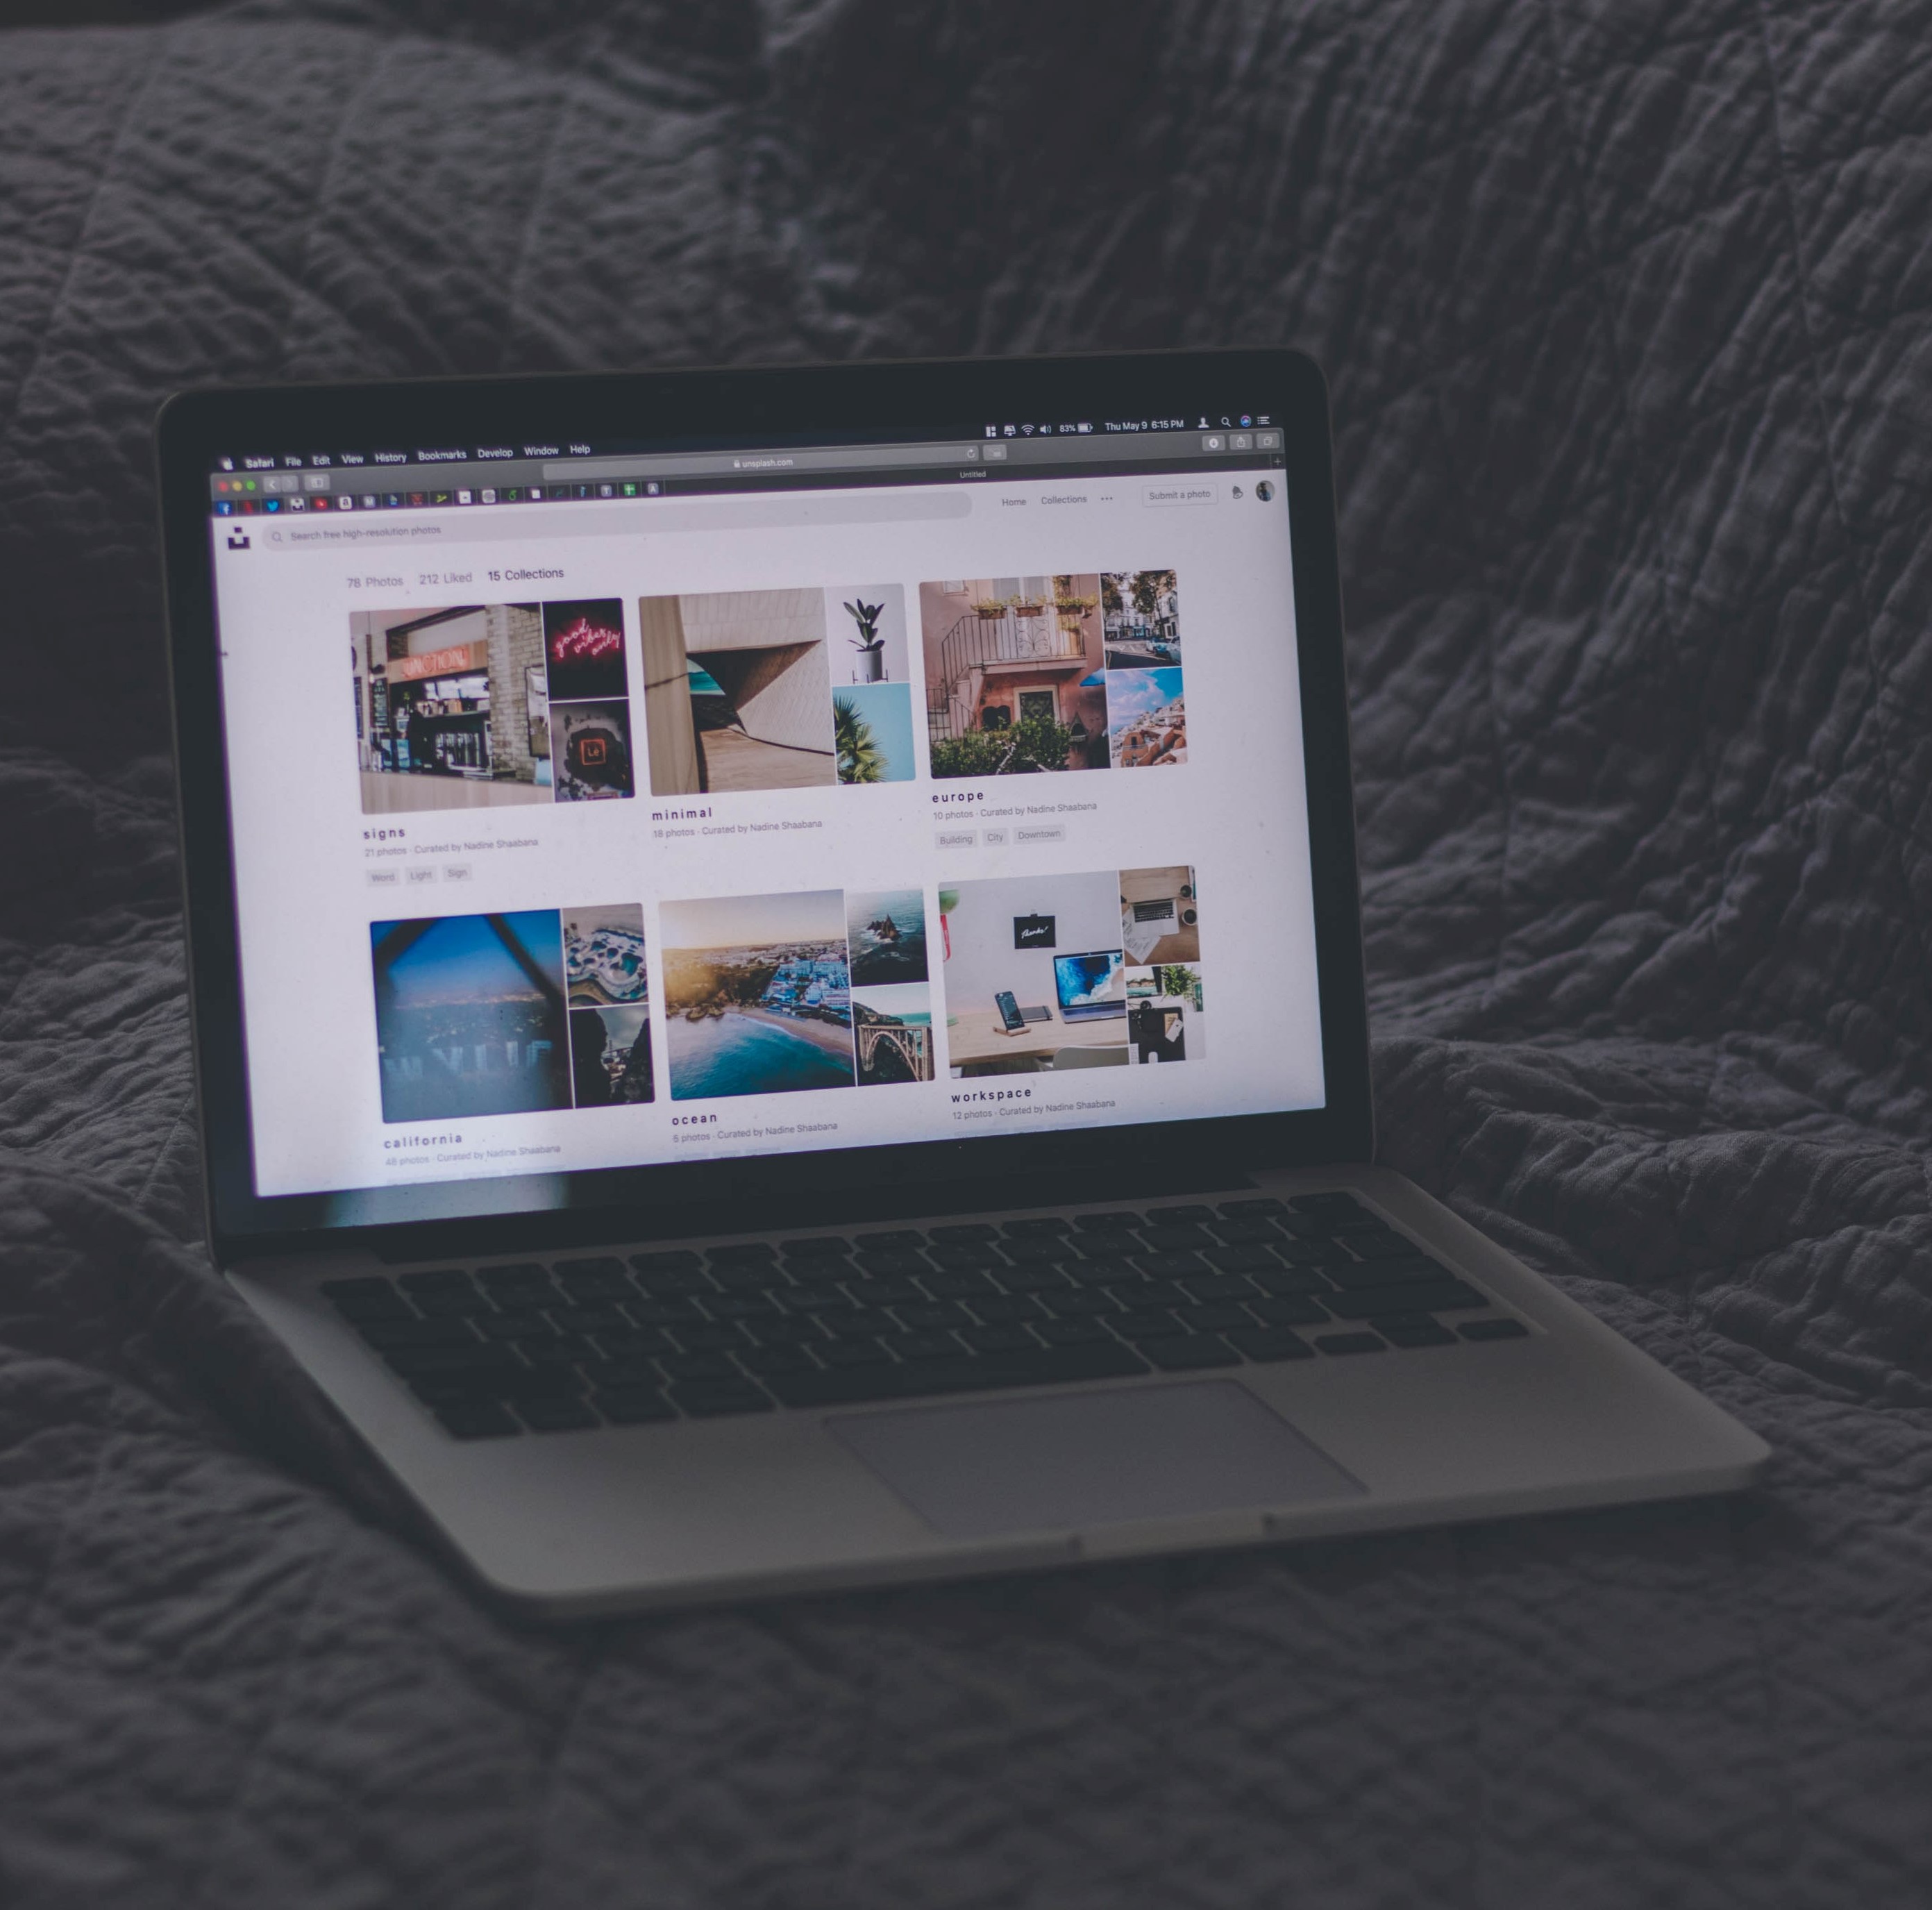 Safari File Edit View History Bookmarks Develop Window Help
83% Thu May 9 6:15 PM
unsplash.com
Untitled
Search free high-resolution photos
Home Collections Submit a photo
78 Photos 212 Liked 15 Collections
JUNCTION
good
vibes
only
signs
21 photos · Curated by Nadine Shaabana
Word Light Sign
minimal
18 photos · Curated by Nadine Shaabana
europe
10 photos · Curated by Nadine Shaabana
Building City Downtown
Thanks!
california
48 photos · Curated by Nadine Shaabana
ocean
5 photos · Curated by Nadine Shaabana
workspace
12 photos · Curated by Nadine Shaabana